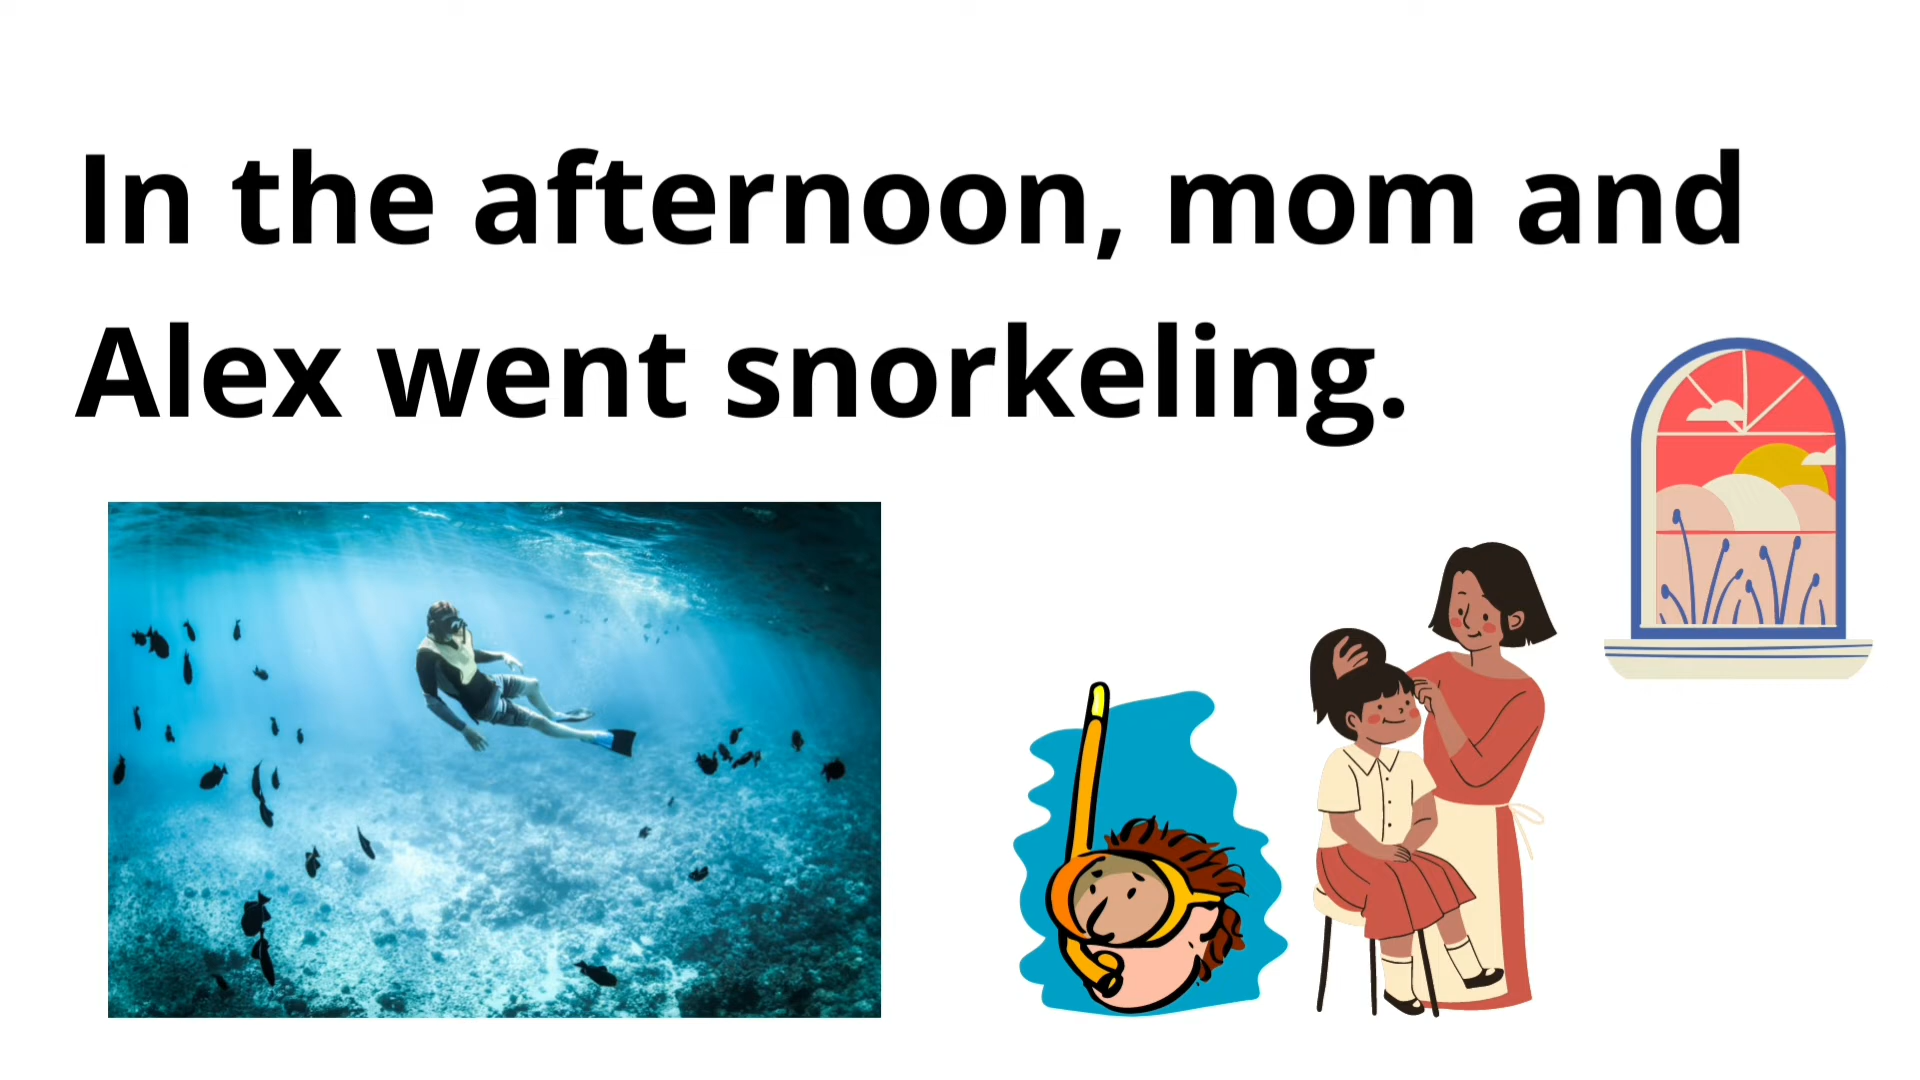 In the afternoon, mom and
Alex went snorkeling.